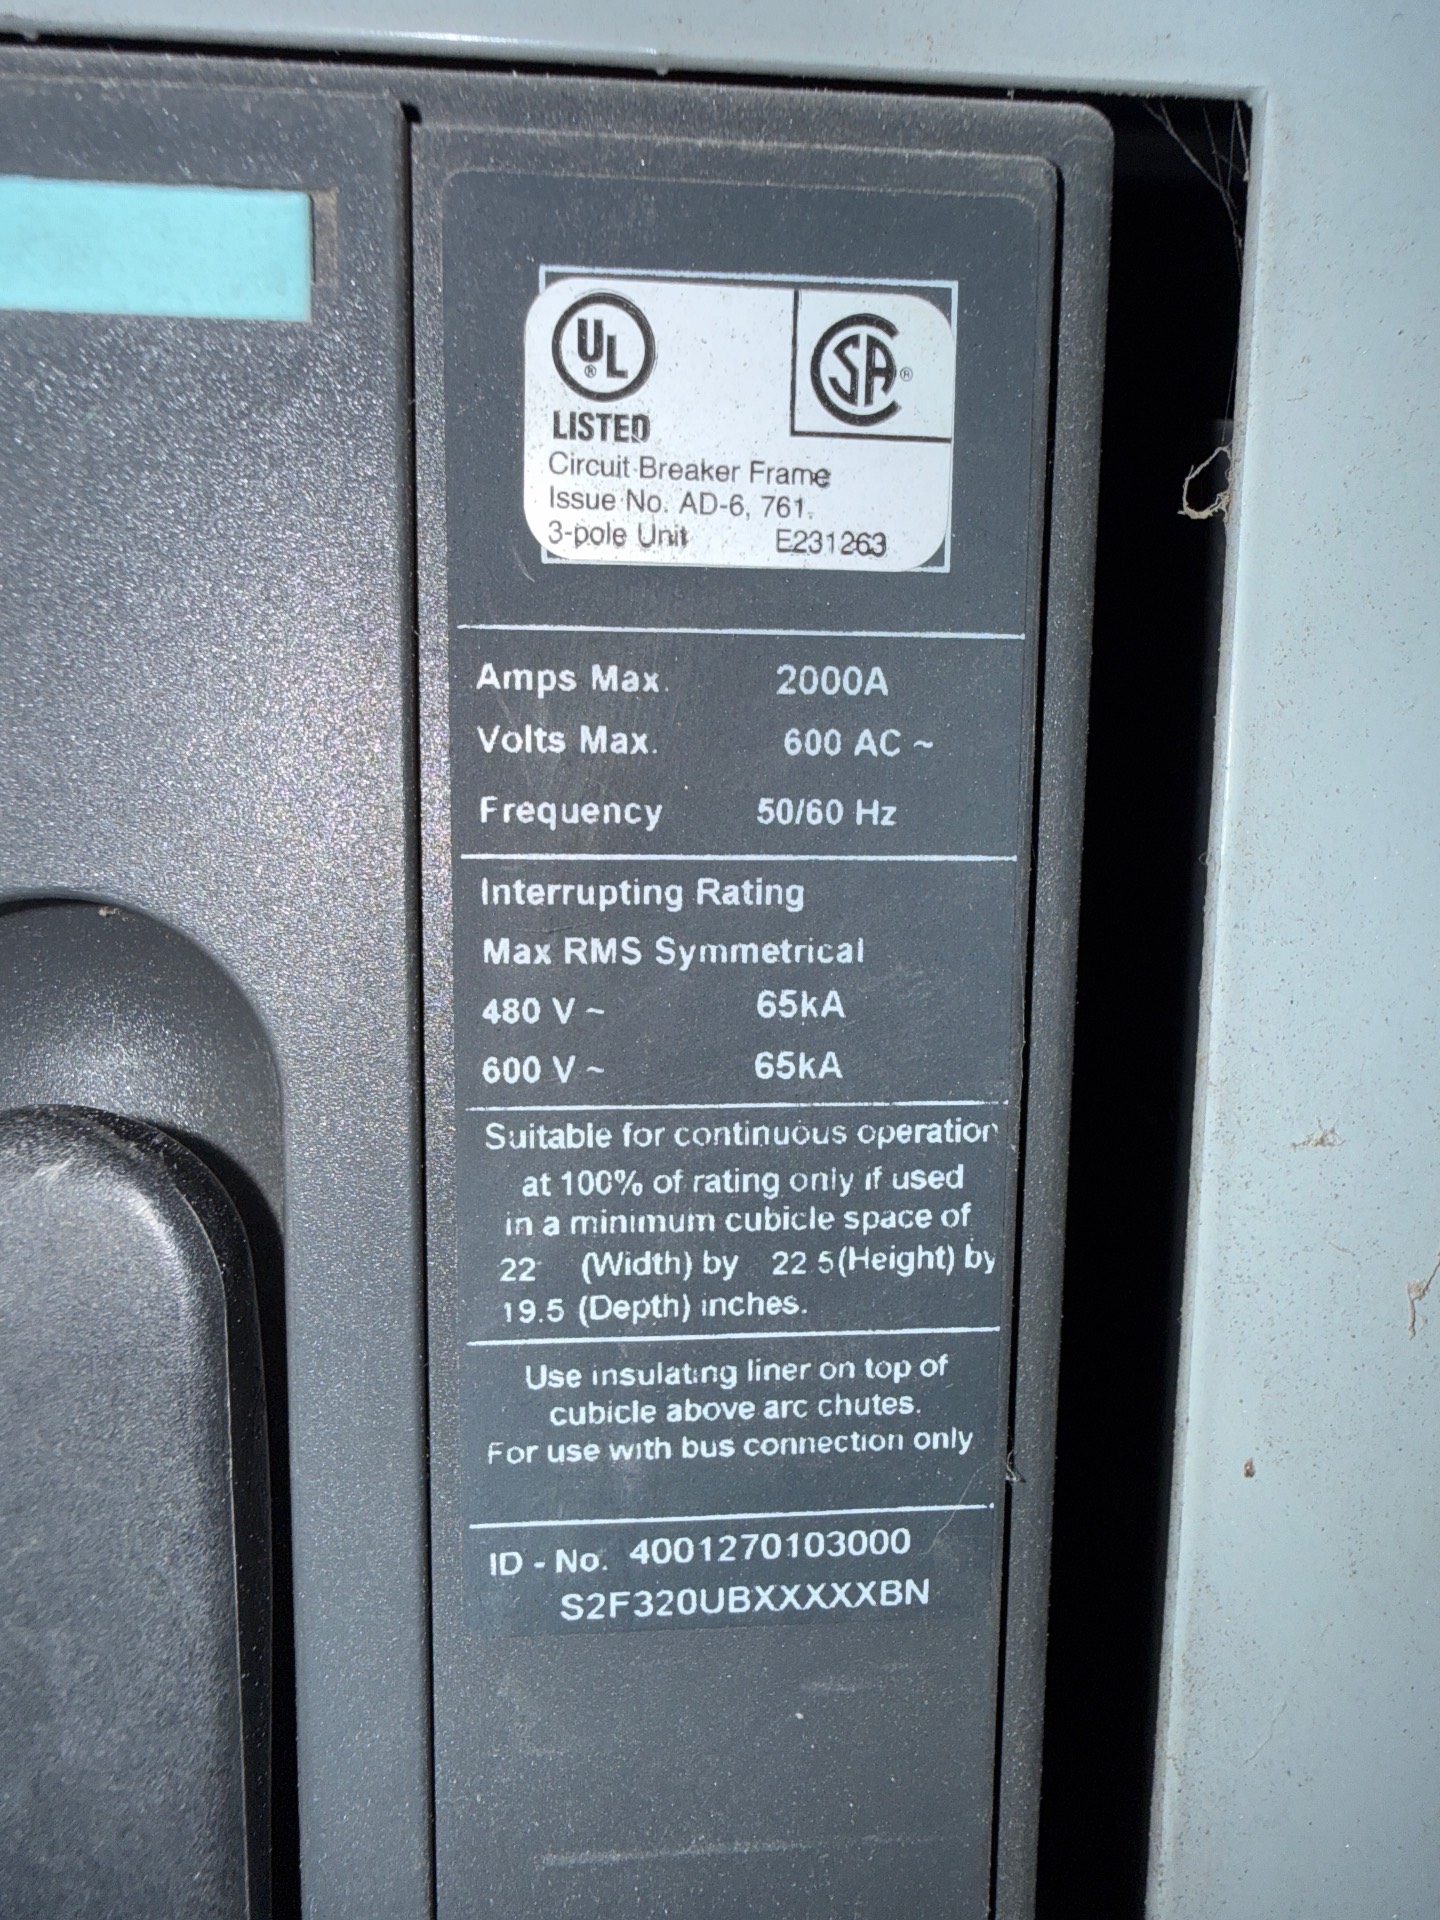 UL®
LISTED
SA®
Circuit Breaker Frame
Issue No. AD-6, 761.
3-pole Unit E231263
Amps Max. 2000A
Volts Max. 600 AC ~
Frequency 50/60 Hz
Interrupting Rating
Max RMS Symmetrical
480 V ~ 65kA
600 V ~ 65kA
Suitable for continuous operation
at 100% of rating only if used
in a minimum cubicle space of
22 (Width) by 22.5(Height) by
19.5 (Depth) inches.
Use insulating liner on top of
cubicle above arc chutes.
For use with bus connection only
ID - No. 4001270103000
S2F320UBXXXXXBN